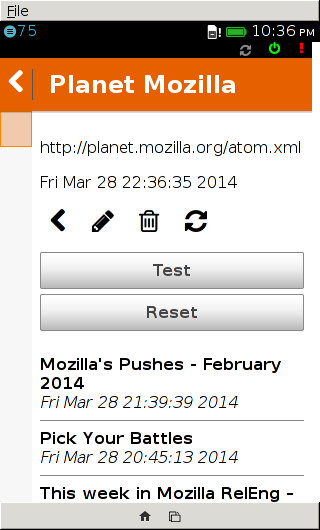 File
75 10:36 PM
Planet Mozilla
http://planet.mozilla.org/atom.xml
Fri Mar 28 22:36:35 2014
Test
Reset
Mozilla's Pushes - February
2014
Fri Mar 28 21:39:39 2014
Pick Your Battles
Fri Mar 28 20:45:13 2014
This week in Mozilla RelEng –